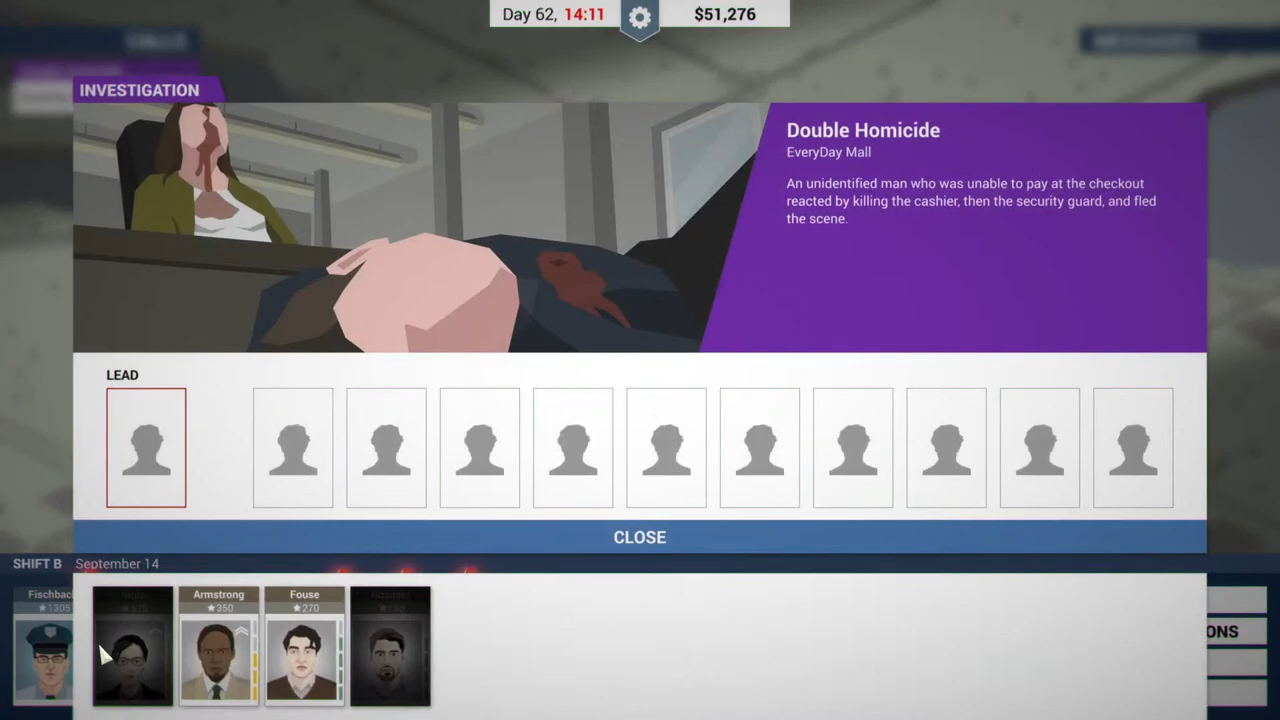 Day 62, 14:11
$51,276
INVESTIGATION
Double Homicide
EveryDay Mall
An unidentified man who was unable to pay at the checkout
reacted by killing the cashier, then the security guard, and fled
the scene.
LEAD
CLOSE
SHIFT B September 14
Fischbac
★1305
Armstrong
★350
Fouse
★270
ONS